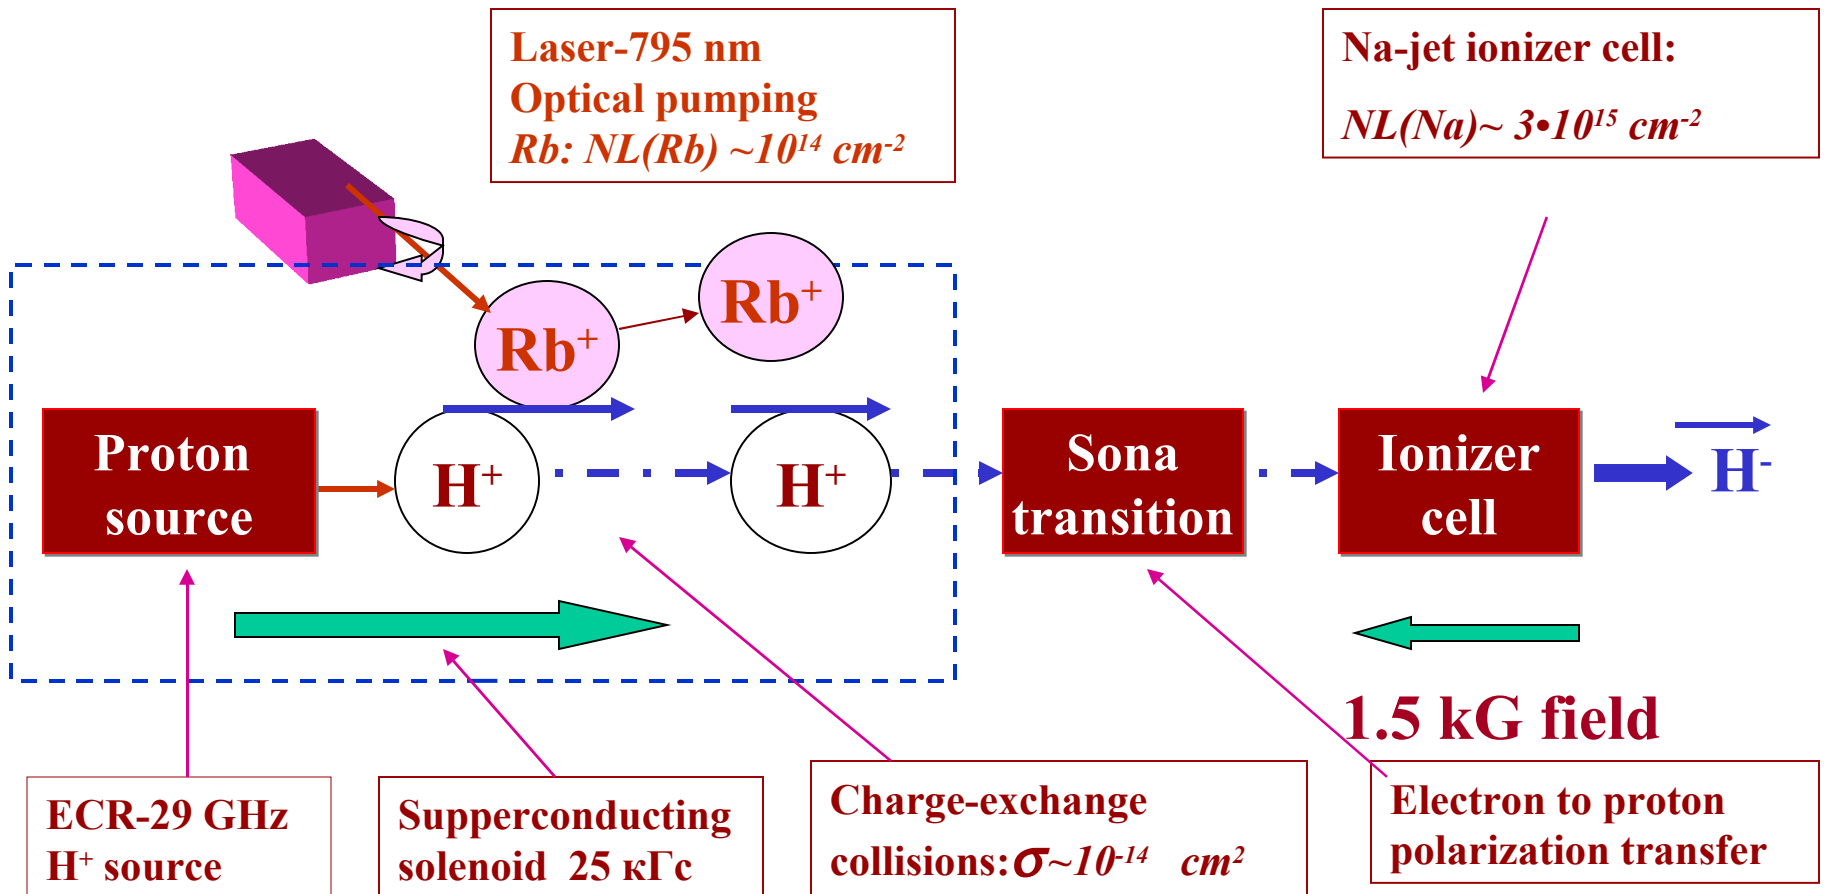 Laser-795 nm
Optical pumping
Rb: NL(Rb) ~10¹⁴ cm⁻²
Na-jet ionizer cell:
NL(Na)~ 3•10¹⁵ cm⁻²
Rb⁺
Rb⁺
Proton
source
H⁺
H⁺
Sona
transition
Ionizer
cell
H⁻
1.5 kG field
ECR-29 GHz
H⁺ source
Supperconducting
solenoid 25 кГс
Charge-exchange
collisions:σ~10⁻¹⁴ cm²
Electron to proton
polarization transfer